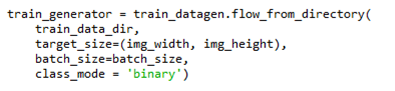 train_generator = train_datagen.flow_from_directory(
    train_data_dir,
    target_size=(img_width, img_height),
    batch_size=batch_size,
    class_mode = 'binary')